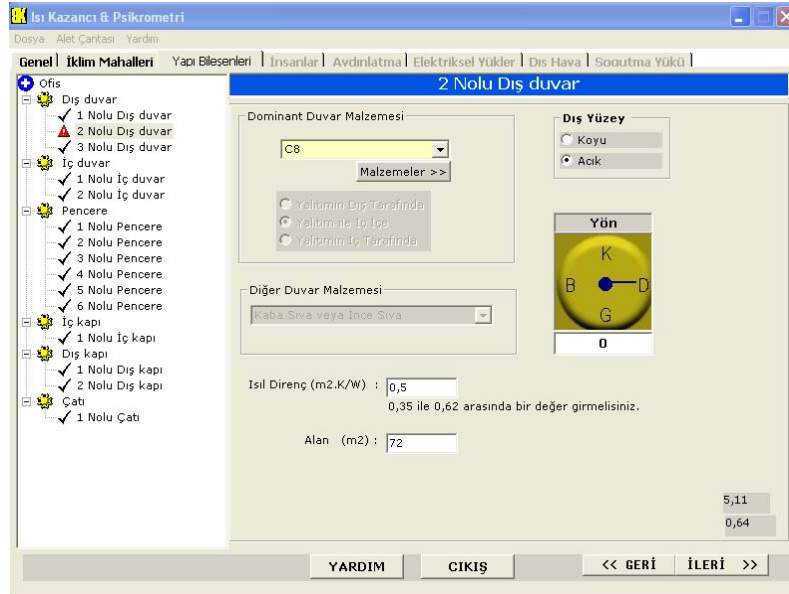 Isı Kazancı & Psikrometri
Dosya Alet Çantası Yardım
Genel İklim Mahalleri Yapı Bileşenleri İnsanlar Aydınlatma Elektriksel Yükler Dış Hava Soğutma Yükü
Ofis
Dış duvar
1 Nolu Dış duvar
2 Nolu Dış duvar
3 Nolu Dış duvar
İç duvar
1 Nolu İç duvar
2 Nolu İç duvar
Pencere
1 Nolu Pencere
2 Nolu Pencere
3 Nolu Pencere
4 Nolu Pencere
5 Nolu Pencere
6 Nolu Pencere
İç kapı
1 Nolu İç kapı
Dış kapı
1 Nolu Dış kapı
2 Nolu Dış kapı
Çatı
1 Nolu Çatı
2 Nolu Dış duvar
Dominant Duvar Malzemesi
C8
Malzemeler >>
Yalıtımın Dış Tarafında
Yalıtım ile İç İçe
Yalıtımın İç Tarafında
Dış Yüzey
Koyu
Acık
Yön
K
B D
G
0
Diğer Duvar Malzemesi
Kaba Sıva veya İnce Sıva
Isıl Direnç (m2.K/W) : 0,5
0,35 ile 0,62 arasında bir değer girmelisiniz.
Alan (m2) : 72
5,11
0,64
YARDIM CIKIŞ << GERİ İLERİ >>